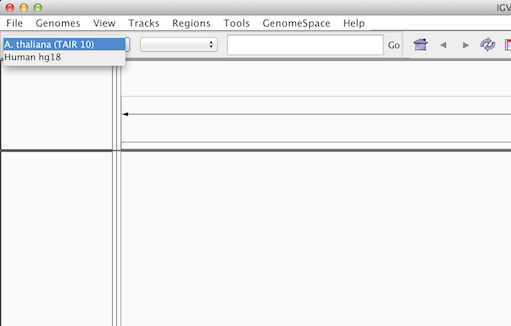 IGV
File Genomes View Tracks Regions Tools GenomeSpace Help
A. thaliana (TAIR 10)
Go
Human hg18